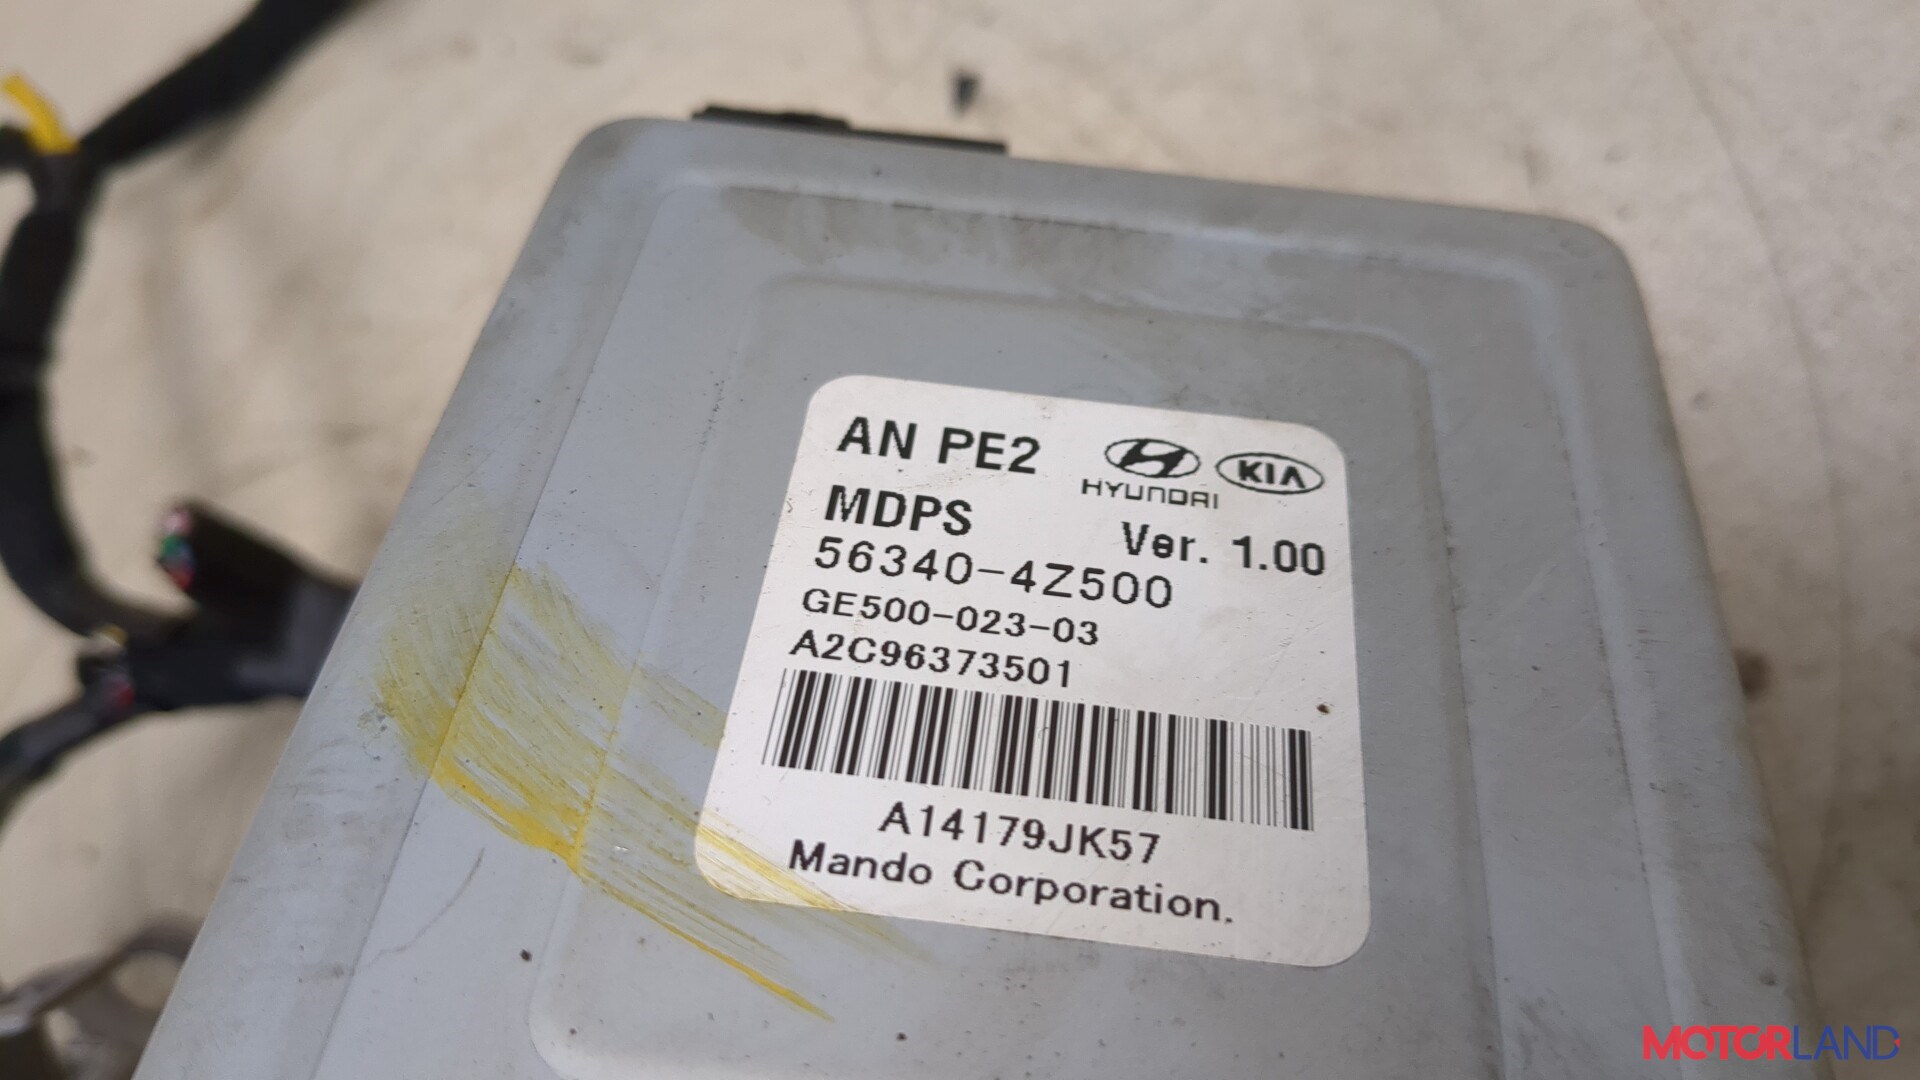 AN PE2 HYUNDAI KIA
MDPS Ver. 1.00
56340-4Z500
GE500-023-03
A2C96373501
A14179JK57
Mando Corporation.
MOTORLAND